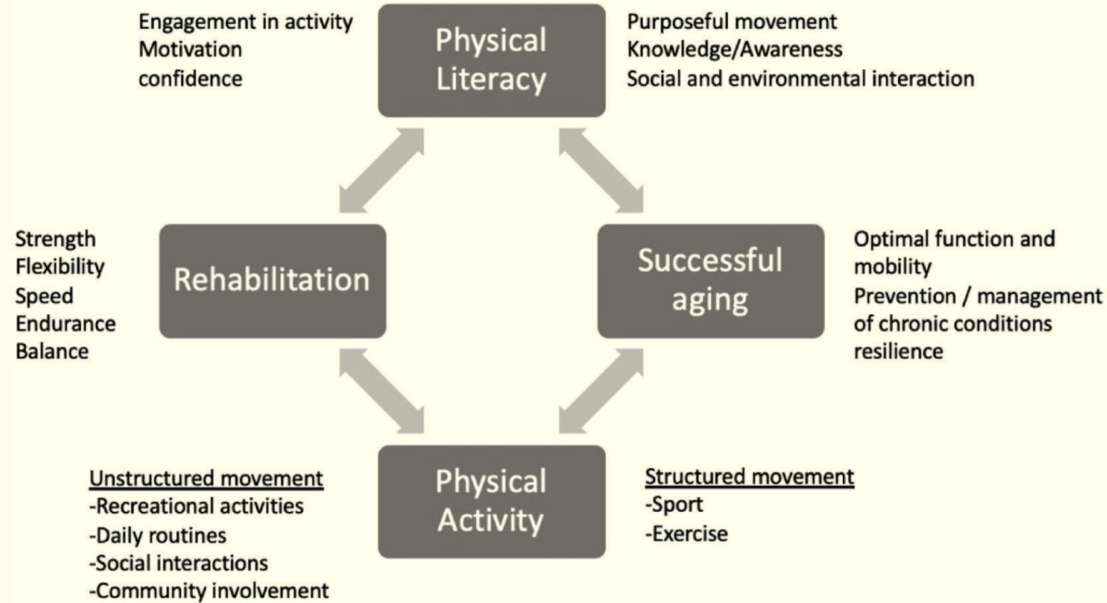 Engagement in activity
Motivation
confidence
Physical
Literacy
Purposeful movement
Knowledge/Awareness
Social and environmental interaction
Strength
Flexibility
Speed
Endurance
Balance
Rehabilitation
Successful
aging
Optimal function and
mobility
Prevention / management
of chronic conditions
resilience
Unstructured movement
-Recreational activities
-Daily routines
-Social interactions
-Community involvement
Physical
Activity
Structured movement
-Sport
-Exercise